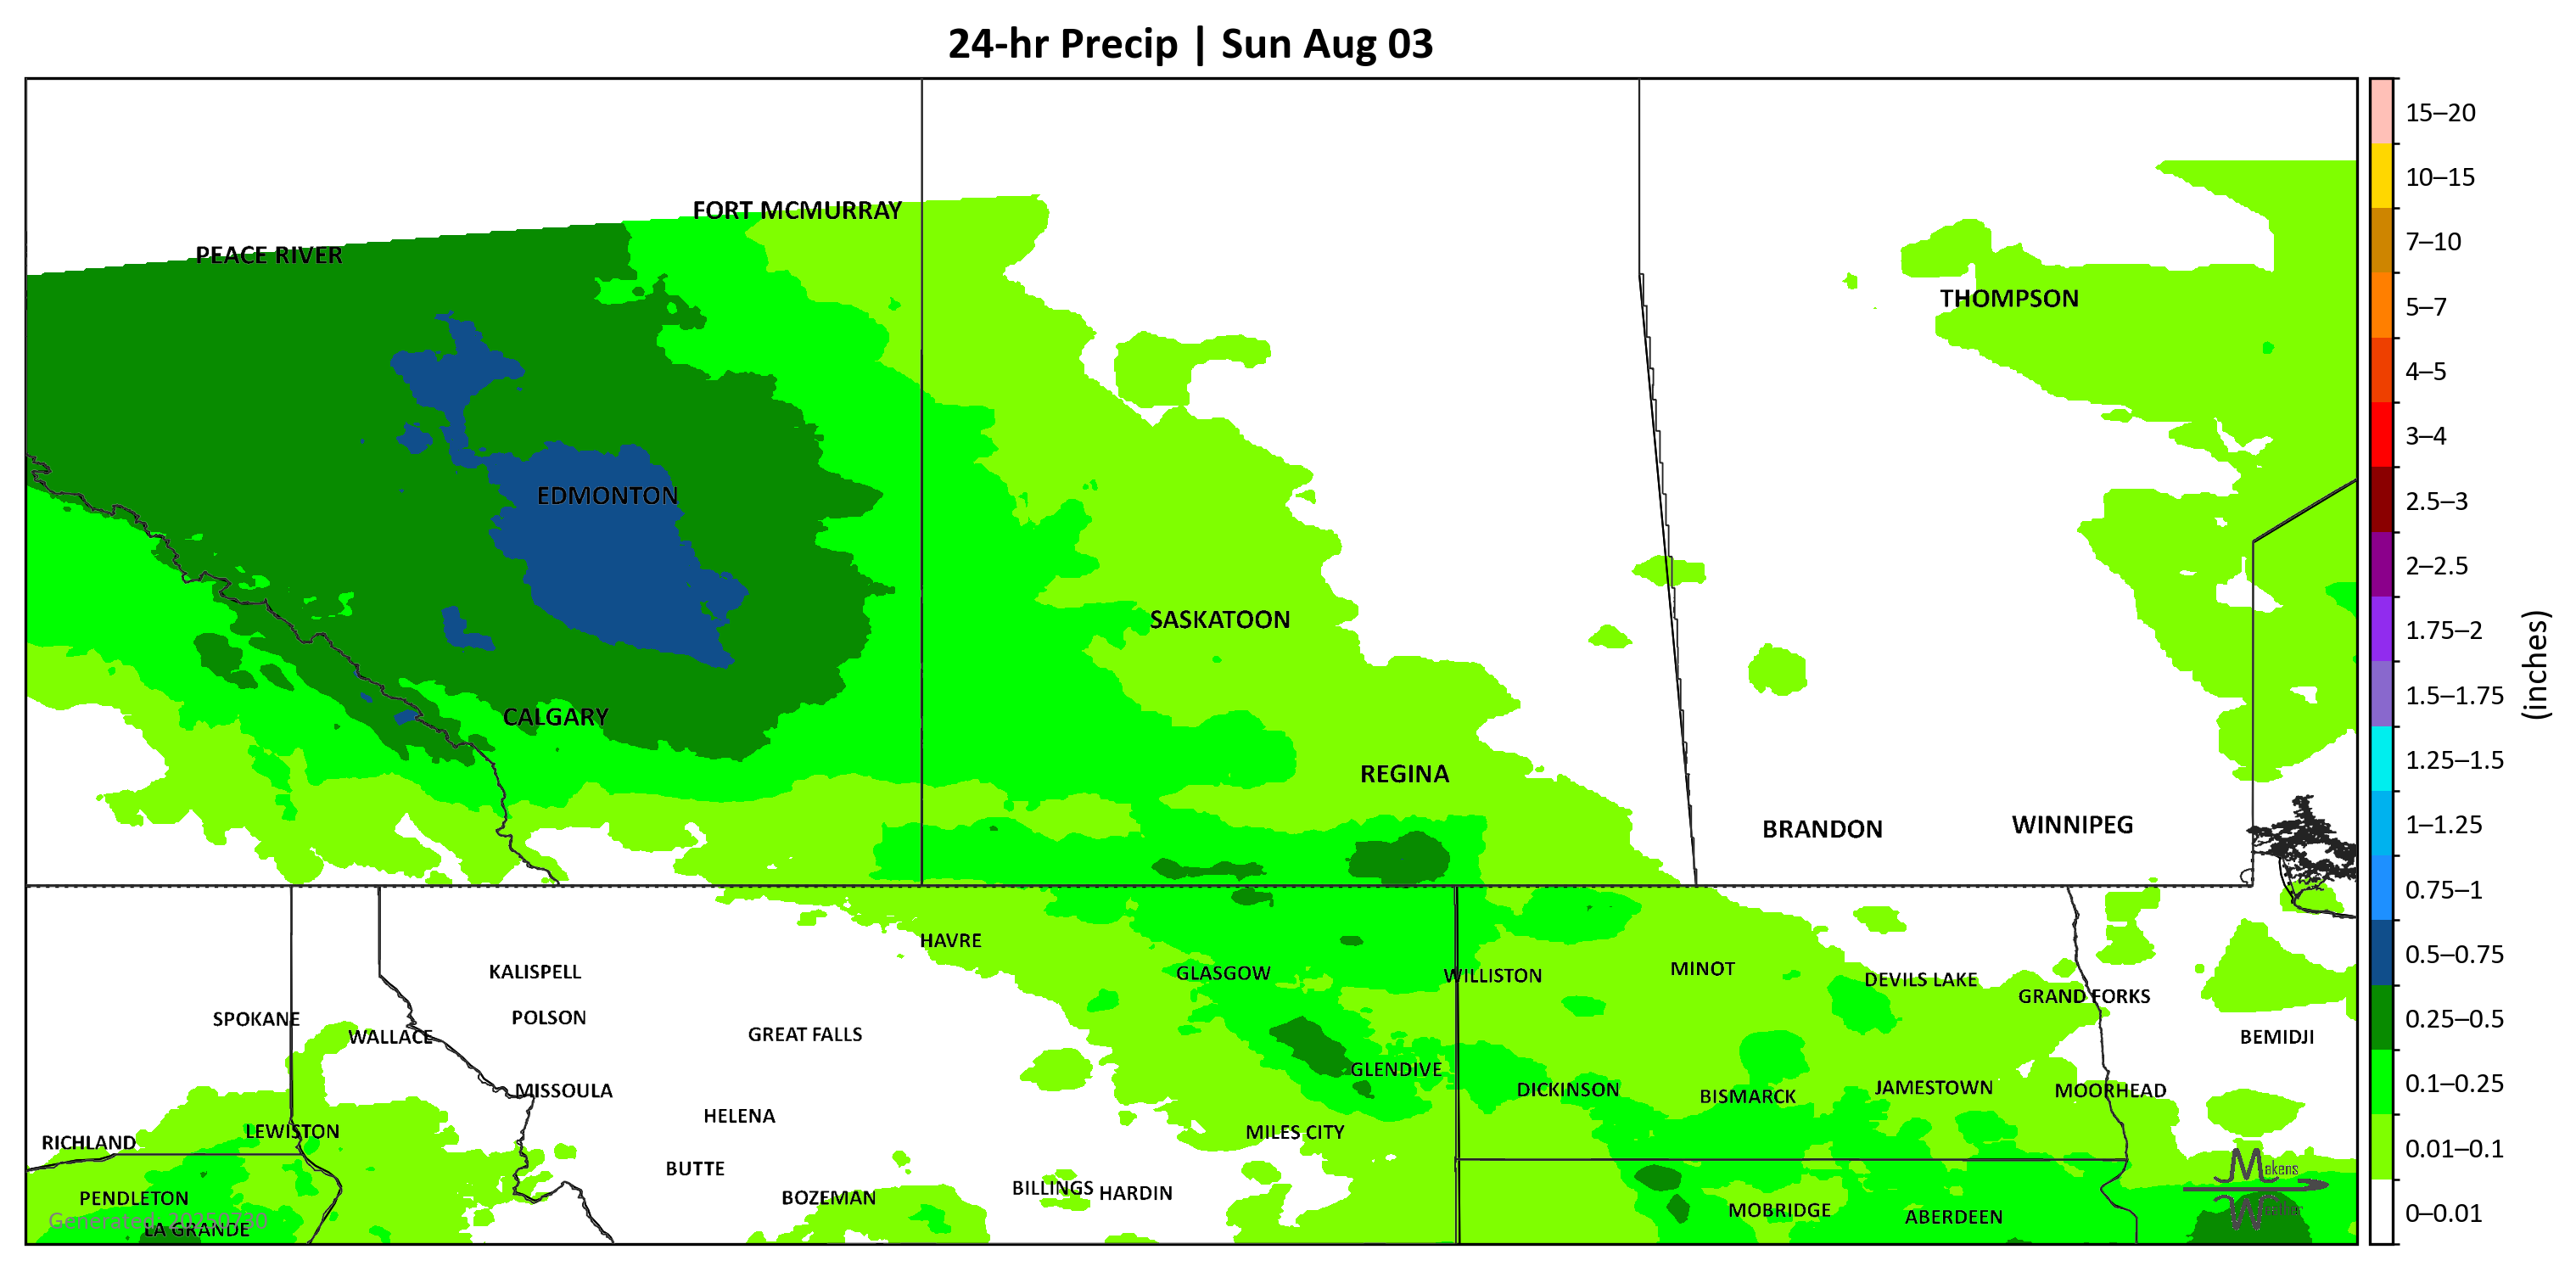 24-hr Precip | Sun Aug 03
15–20
10–15
7–10
5–7
4–5
3–4
2.5–3
2–2.5
1.75–2
1.5–1.75
1.25–1.5
1–1.25
0.75–1
0.5–0.75
0.25–0.5
0.1–0.25
0.01–0.1
0–0.01
(inches)
FORT MCMURRAY
PEACE RIVER
THOMPSON
EDMONTON
SASKATOON
CALGARY
REGINA
BRANDON
WINNIPEG
HAVRE
KALISPELL
GLASGOW
WILLISTON
MINOT
DEVILS LAKE
GRAND FORKS
SPOKANE
POLSON
WALLACE
GREAT FALLS
BEMIDJI
GLENDIVE
MISSOULA
DICKINSON
BISMARCK
JAMESTOWN
MOORHEAD
HELENA
LEWISTON
MILES CITY
RICHLAND
BUTTE
PENDLETON
BOZEMAN
BILLINGS
HARDIN
MOBRIDGE
ABERDEEN
Generated: 20250730
LA GRANDE
Makens
Weather